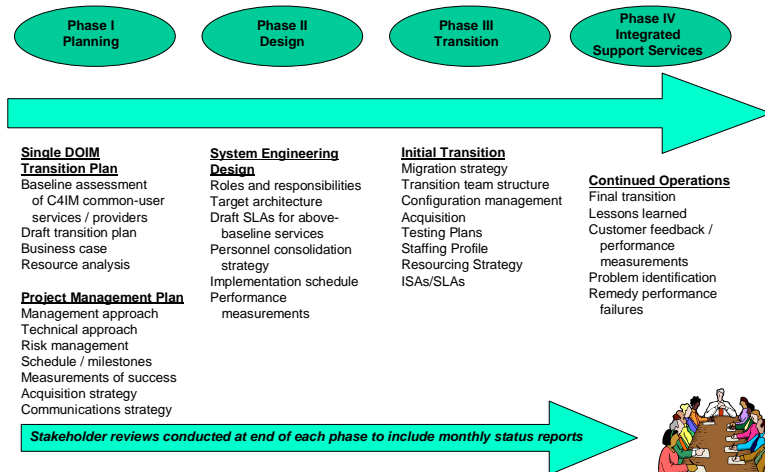 Phase I
Planning
Phase II
Design
Phase III
Transition
Phase IV
Integrated
Support Services
Single DOIM
Transition Plan
Baseline assessment
of C4IM common-user
services / providers
Draft transition plan
Business case
Resource analysis
Project Management Plan
Management approach
Technical approach
Risk management
Schedule / milestones
Measurements of success
Acquisition strategy
Communications strategy
System Engineering
Design
Roles and responsibilities
Target architecture
Draft SLAs for above-
baseline services
Personnel consolidation
strategy
Implementation schedule
Performance
measurements
Initial Transition
Migration strategy
Transition team structure
Configuration management
Acquisition
Testing Plans
Staffing Profile
Resourcing Strategy
ISAs/SLAs
Continued Operations
Final transition
Lessons learned
Customer feedback /
performance
measurements
Problem identification
Remedy performance
failures
Stakeholder reviews conducted at end of each phase to include monthly status reports